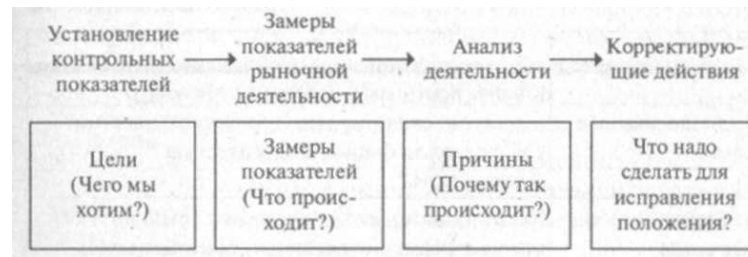 Установление
контрольных
показателей
Замеры
показателей
рыночной
деятельности
Анализ
деятельности
Корректирую-
щие действия
Цели
(Чего мы
хотим?)
Замеры
показателей
(Что проис-
ходит?)
Причины
(Почему так
происходит?)
Что надо
сделать для
исправления
положения?